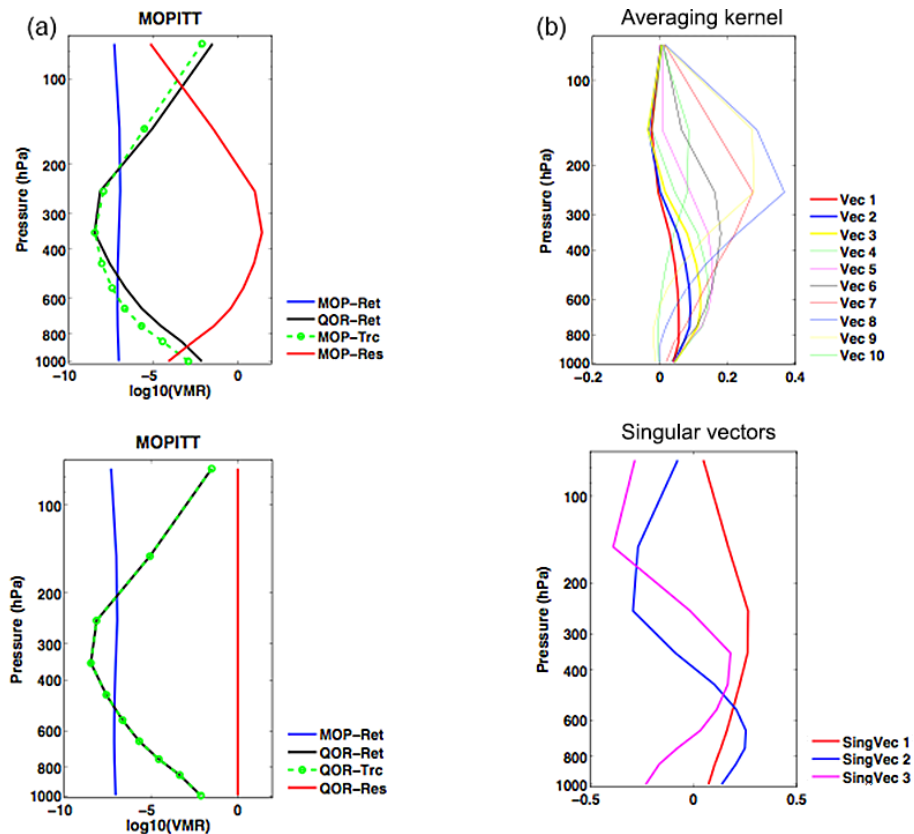 (a)
MOPITT
Pressure (hPa)
100
200
300
400
600
800
1000
−10
−5
0
log10(VMR)
MOP−Ret
QOR−Ret
MOP−Trc
MOP−Res
(b)
Averaging kernel
Pressure (hPa)
100
200
300
400
600
800
1000
−0.2
0
0.2
0.4
Vec 1
Vec 2
Vec 3
Vec 4
Vec 5
Vec 6
Vec 7
Vec 8
Vec 9
Vec 10
MOPITT
Pressure (hPa)
100
200
300
400
600
800
1000
−10
−5
0
log10(VMR)
MOP−Ret
QOR−Ret
QOR−Trc
QOR−Res
Singular vectors
Pressure (hPa)
100
200
300
400
600
800
1000
−0.5
0
0.5
SingVec 1
SingVec 2
SingVec 3